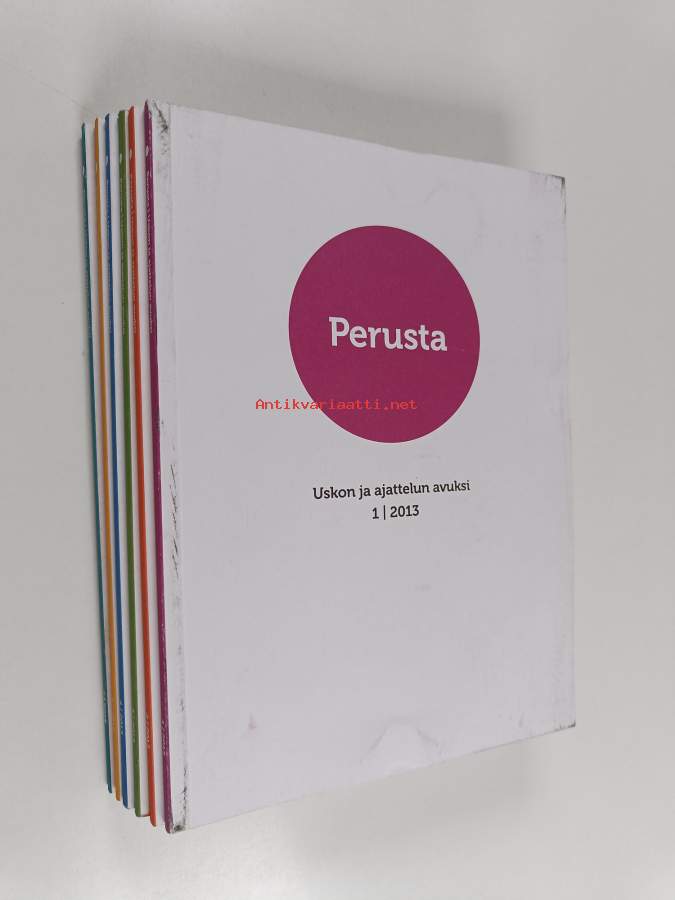 Perusta
Antikvariaatti.net
Uskon ja ajattelun avuksi
1 | 2013